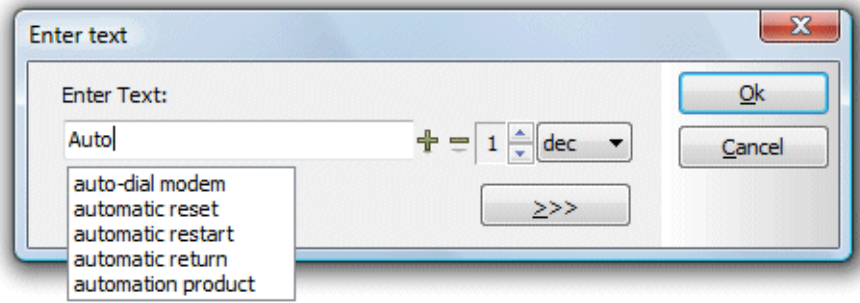 Enter text
Enter Text:
Auto
1
dec
Ok
Cancel
>>>
auto-dial modem
automatic reset
automatic restart
automatic return
automation product